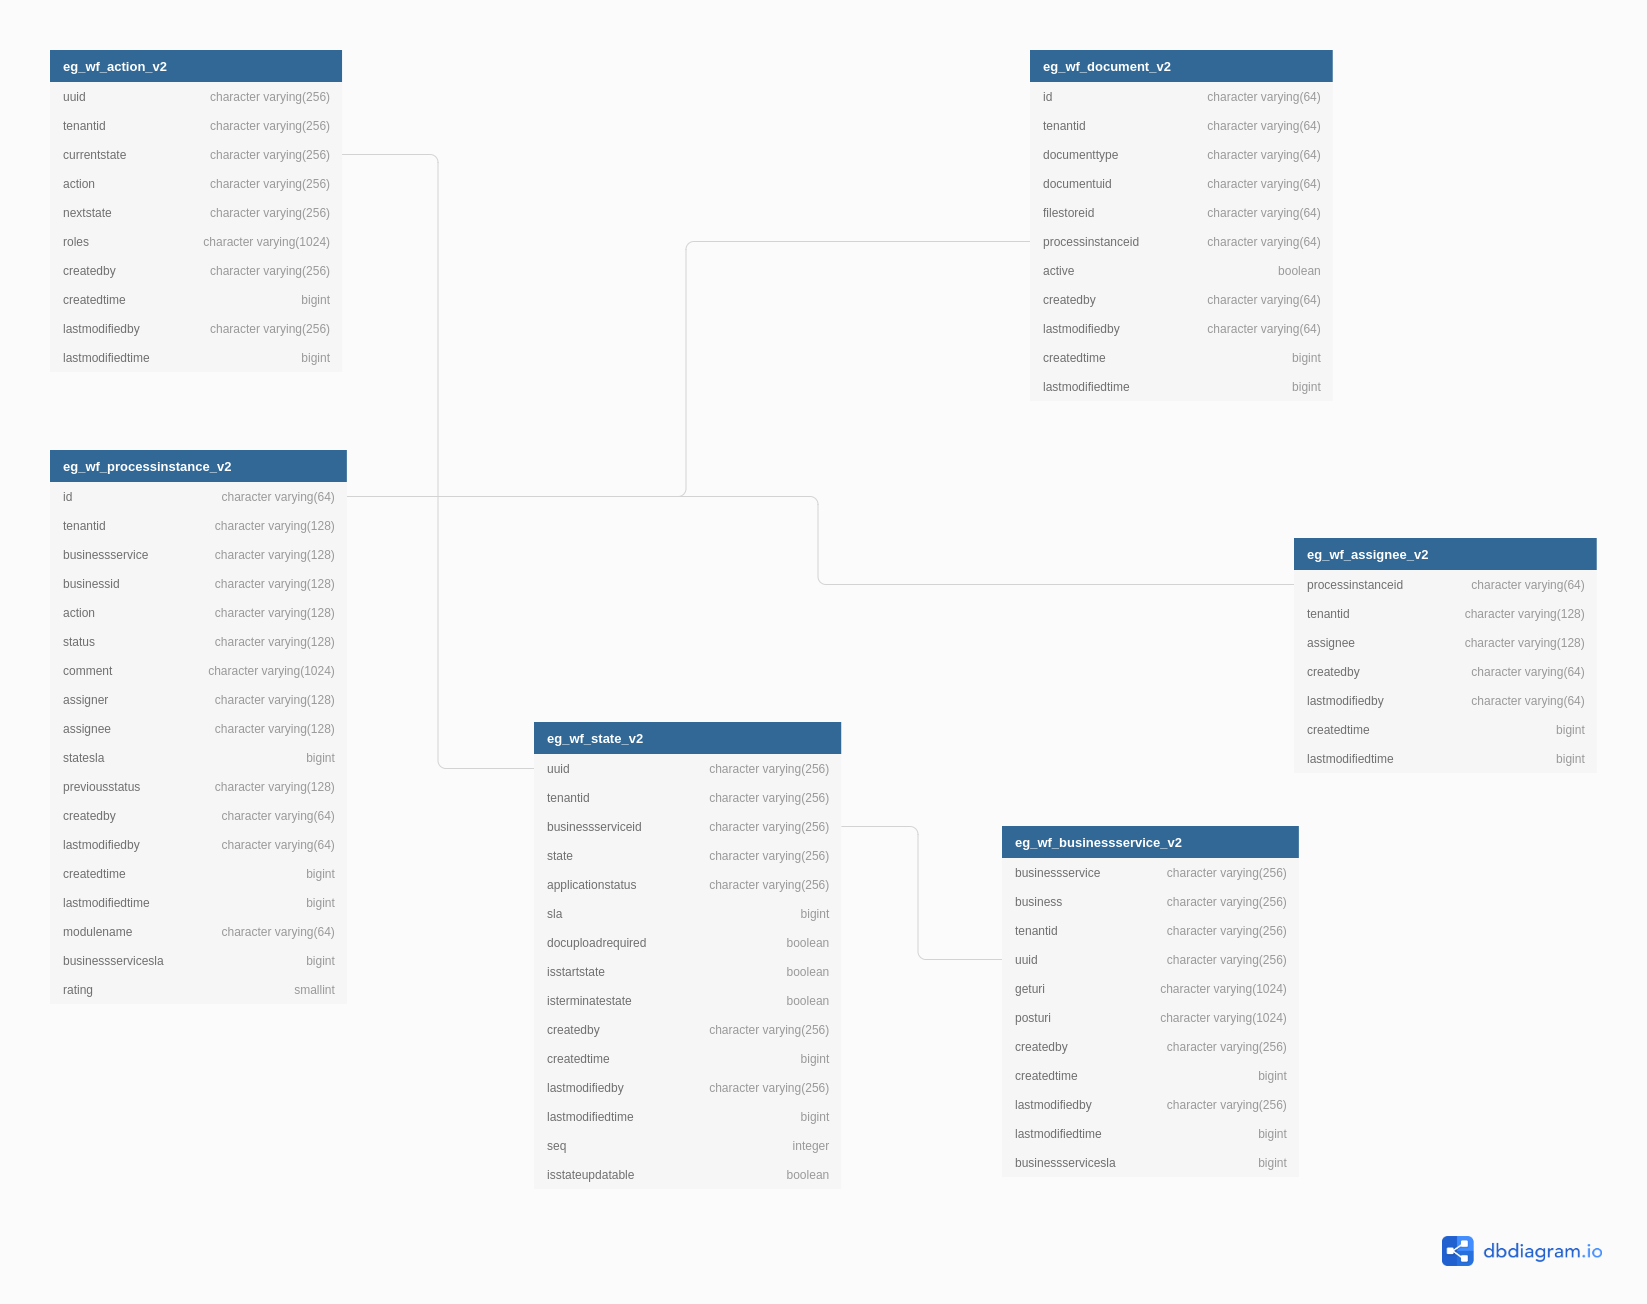 eg_wf_action_v2
uuid character varying(256)
tenantid character varying(256)
currentstate character varying(256)
action character varying(256)
nextstate character varying(256)
roles character varying(1024)
createdby character varying(256)
createdtime bigint
lastmodifiedby character varying(256)
lastmodifiedtime bigint
eg_wf_document_v2
id character varying(64)
tenantid character varying(64)
documenttype character varying(64)
documentuid character varying(64)
filestoreid character varying(64)
processinstanceid character varying(64)
active boolean
createdby character varying(64)
lastmodifiedby character varying(64)
createdtime bigint
lastmodifiedtime bigint
eg_wf_processinstance_v2
id character varying(64)
tenantid character varying(128)
businessservice character varying(128)
businessid character varying(128)
action character varying(128)
status character varying(128)
comment character varying(1024)
assigner character varying(128)
assignee character varying(128)
statesla bigint
previousstatus character varying(128)
createdby character varying(64)
lastmodifiedby character varying(64)
createdtime bigint
lastmodifiedtime bigint
modulename character varying(64)
businessservicesla bigint
rating smallint
eg_wf_assignee_v2
processinstanceid character varying(64)
tenantid character varying(128)
assignee character varying(128)
createdby character varying(64)
lastmodifiedby character varying(64)
createdtime bigint
lastmodifiedtime bigint
eg_wf_state_v2
uuid character varying(256)
tenantid character varying(256)
businessserviceid character varying(256)
state character varying(256)
applicationstatus character varying(256)
sla bigint
docuploadrequired boolean
isstartstate boolean
isterminatestate boolean
createdby character varying(256)
createdtime bigint
lastmodifiedby character varying(256)
lastmodifiedtime bigint
seq integer
isstateupdatable boolean
eg_wf_businessservice_v2
businessservice character varying(256)
business character varying(256)
tenantid character varying(256)
uuid character varying(256)
geturi character varying(1024)
posturi character varying(1024)
createdby character varying(256)
createdtime bigint
lastmodifiedby character varying(256)
lastmodifiedtime bigint
businessservicesla bigint
dbdiagram.io